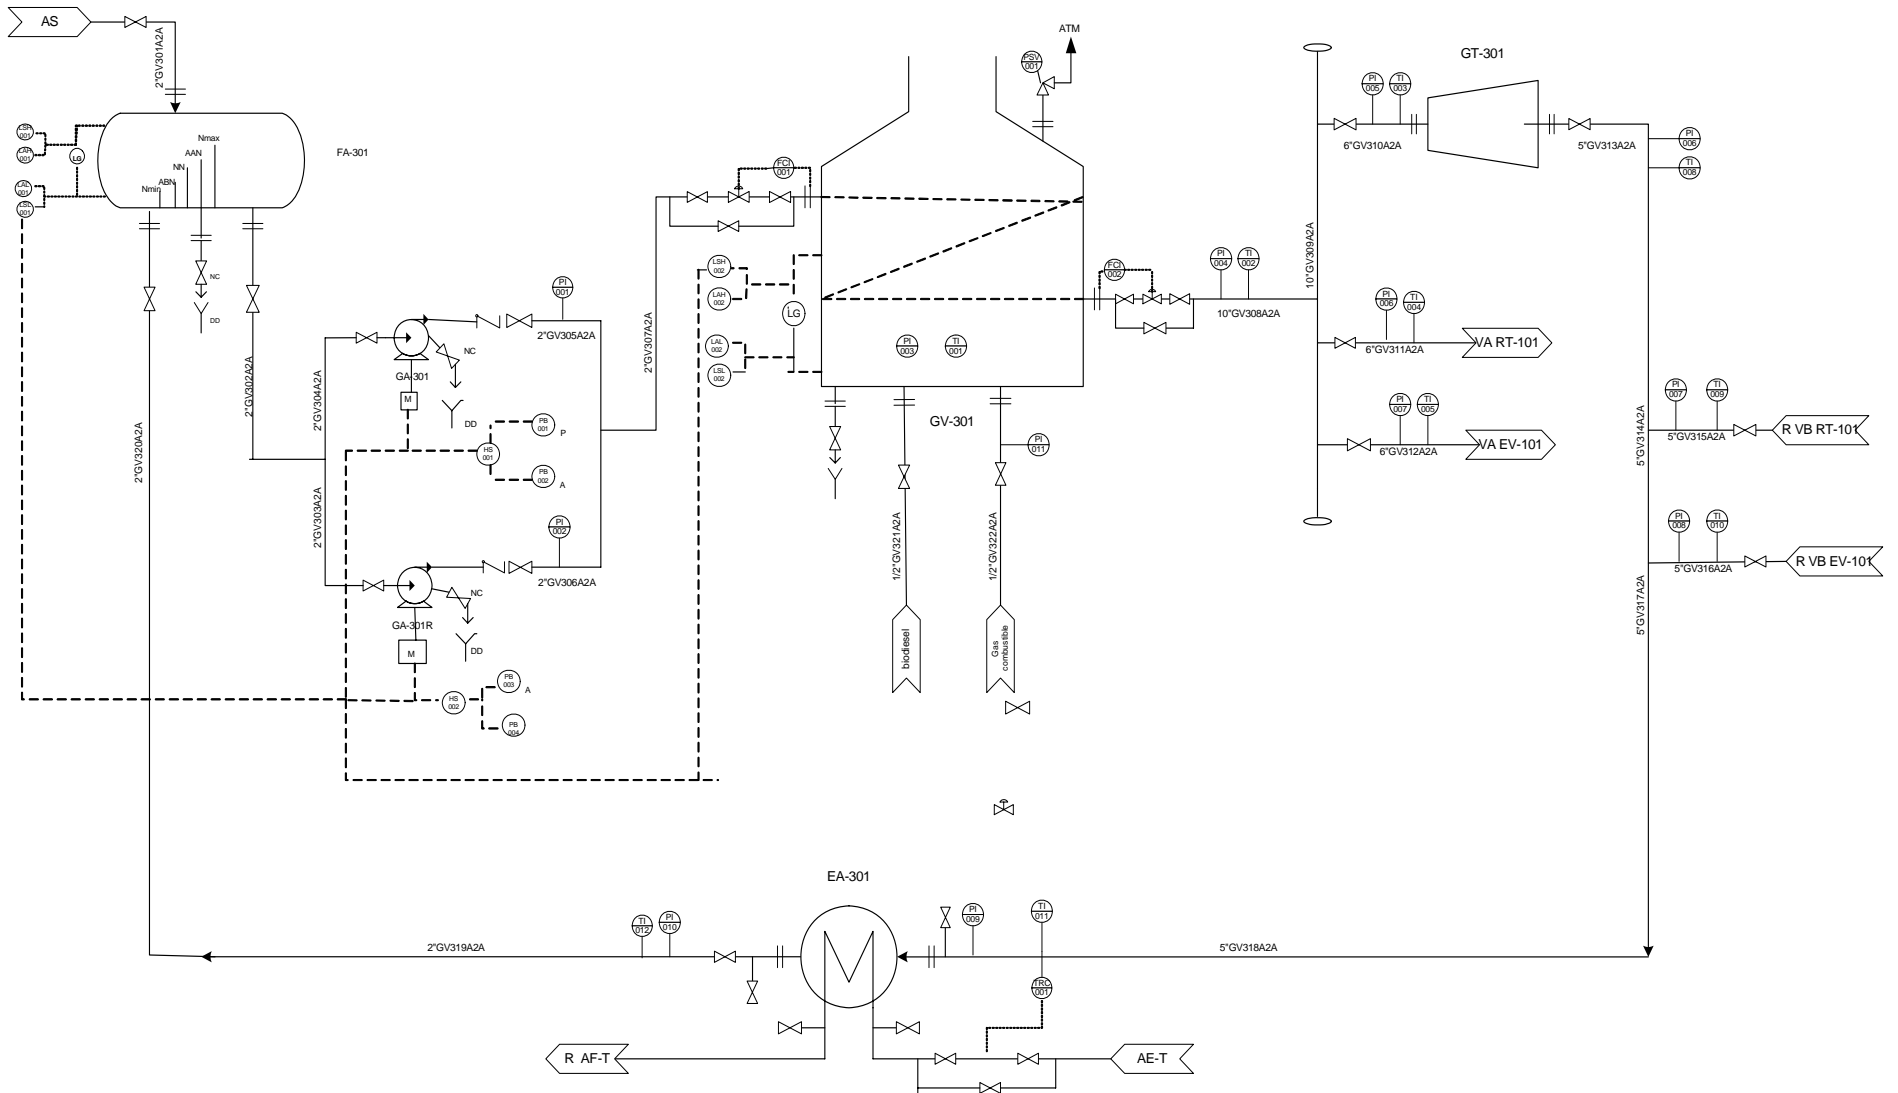 AS
2"GV301A2A
LSH
001
LAH
001
LG
LAL
001
LSL
001
Nmin
ABN
NN
AAN
Nmax
FA-301
NC
DD
2"GV320A2A
2"GV302A2A
2"GV304A2A
2"GV303A2A
GA-301
M
NC
DD
PI
001
2"GV305A2A
HS
001
PB
001
P
PB
002
A
PI
002
2"GV306A2A
GA-301R
M
NC
DD
HS
002
PB
003
A
PB
004
2"GV307A2A
FCI
001
LSH
002
LAH
002
LG
LAL
002
LSL
002
PSV
001
ATM
PI
003
TI
001
GV-301
PI
011
1/2"GV321A2A
1/2"GV322A2A
biodiesel
Gas
combustible
FCI
002
PI
004
TI
002
10"GV308A2A
10"GV309A2A
GT-301
PI
005
TI
003
6"GV310A2A
5"GV313A2A
PI
006
TI
008
PI
006
TI
004
6"GV311A2A
VA RT-101
PI
007
TI
005
6"GV312A2A
VA EV-101
5"GV314A2A
PI
007
TI
009
5"GV315A2A
R VB RT-101
PI
008
TI
010
5"GV316A2A
R VB EV-101
5"GV317A2A
EA-301
TI
012
PI
010
2"GV319A2A
PI
009
TI
011
5"GV318A2A
TRC
001
R AF-T
AE-T